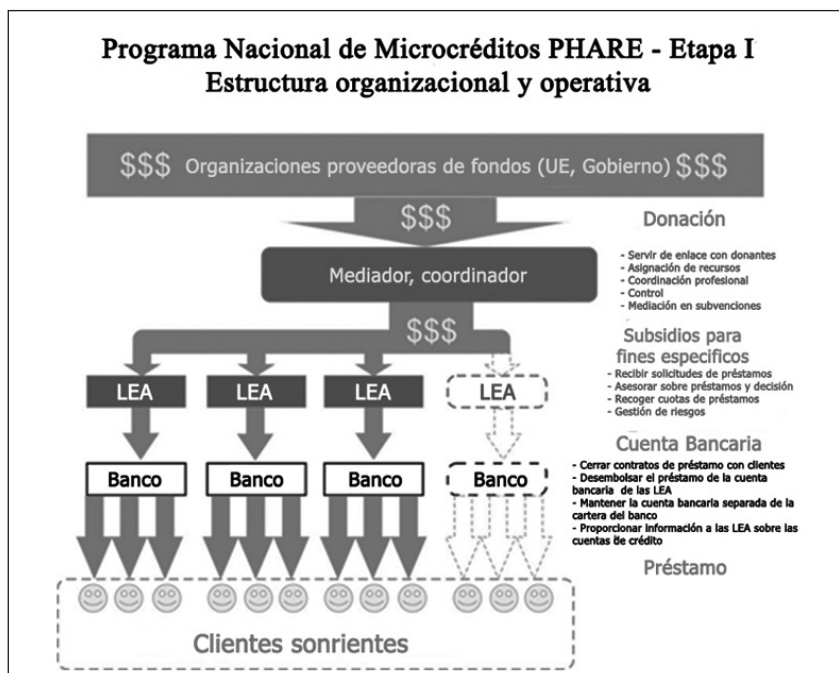 Programa Nacional de Microcréditos PHARE - Etapa I
Estructura organizacional y operativa
$$$ Organizaciones proveedoras de fondos (UE, Gobierno) $$$
$$$
Donación
Mediador, coordinador
- Servir de enlace con donantes
- Asignación de recursos
- Coordinación profesional
- Control
- Mediación en subvenciones
$$$
Subsidios para
fines especificos
LEA
LEA
LEA
LEA
- Recibir solicitudes de préstamos
- Asesorar sobre préstamos y decisión
- Recoger cuotas de préstamos
- Gestión de riesgos
Cuenta Bancaria
Banco
Banco
Banco
Banco
- Cerrar contratos de préstamo con clientes
- Desembolsar el préstamo de la cuenta
bancaria de las LEA
- Mantener la cuenta bancaria separada de la
cartera del banco
- Proporcionar información a las LEA sobre las
cuentas de crédito
Préstamo
Clientes sonrientes